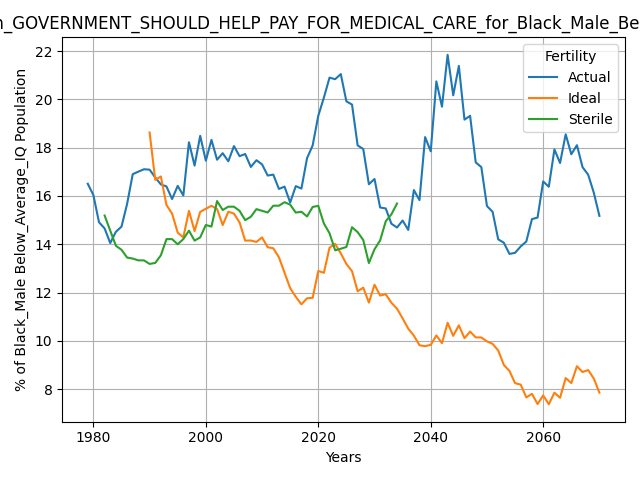 n_GOVERNMENT_SHOULD_HELP_PAY_FOR_MEDICAL_CARE_for_Black_Male_Be
% of Black_Male Below_Average_IQ Population
22
20
18
16
14
12
10
8
1980
2000
2020
2040
2060
Years
Fertility
Actual
Ideal
Sterile